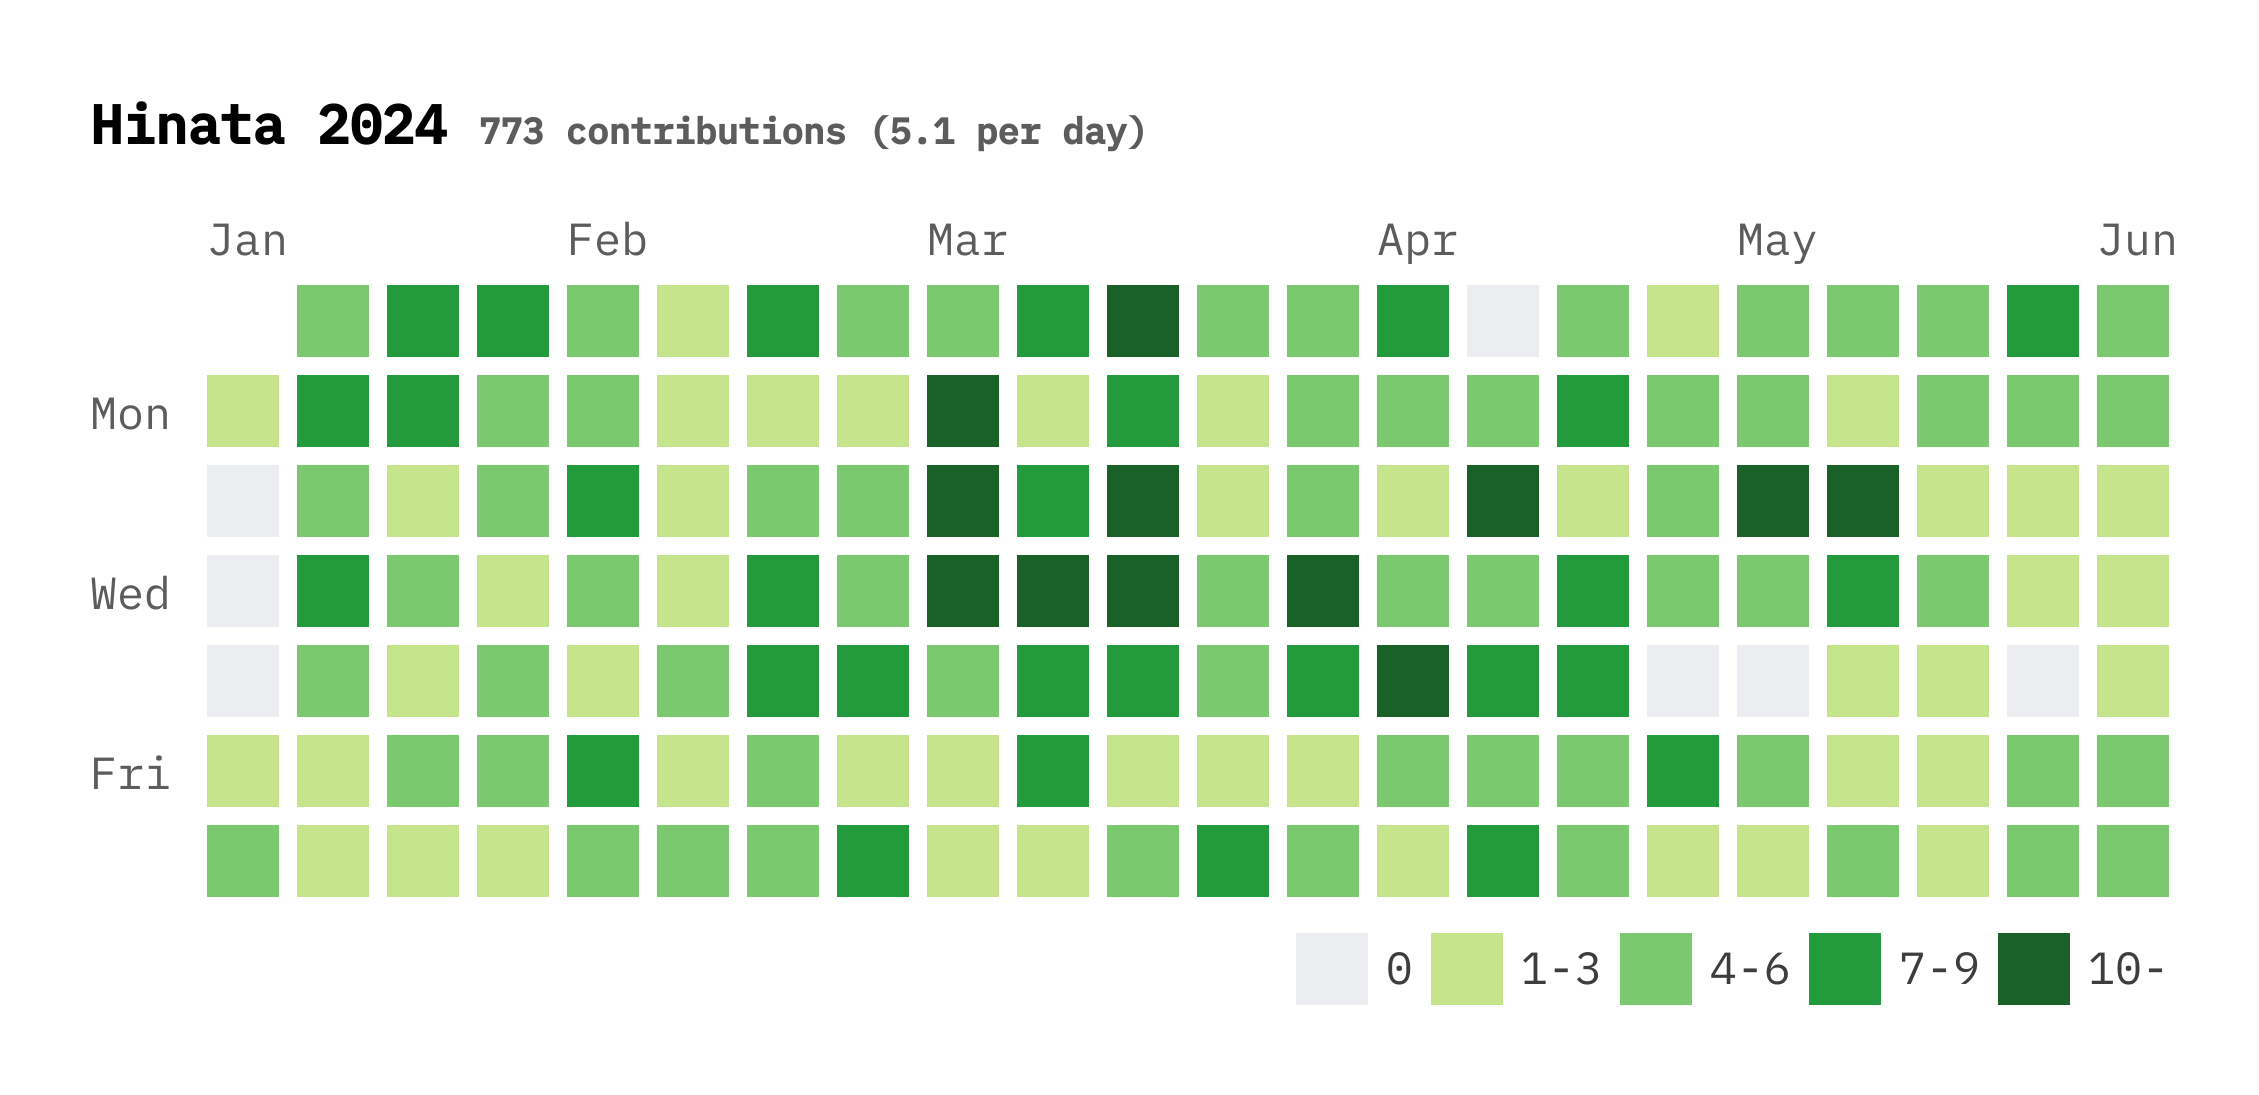 Hinata 2024 773 contributions (5.1 per day)
Jan Feb Mar Apr May Jun
Mon
Wed
Fri
0 1-3 4-6 7-9 10-